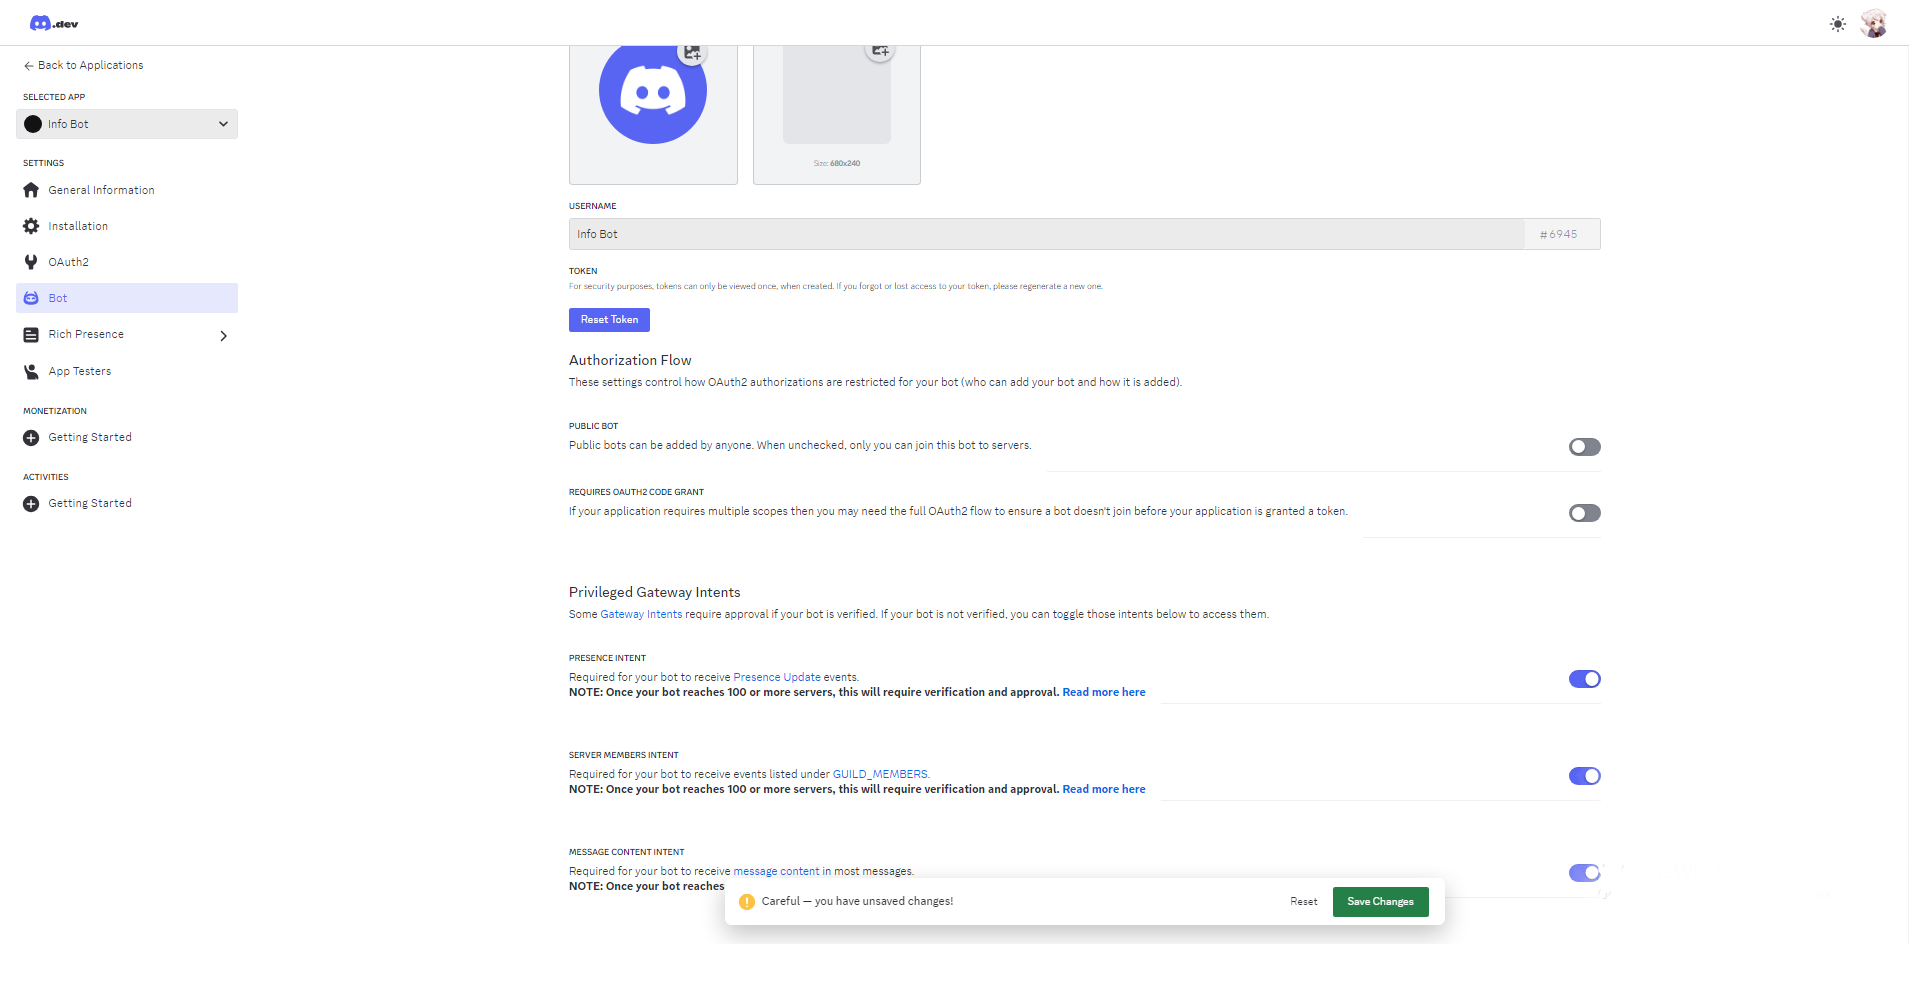 .dev
Back to Applications
SELECTED APP
Info Bot
SETTINGS
General Information
Installation
OAuth2
Bot
Rich Presence
App Testers
MONETIZATION
Getting Started
ACTIVITIES
Getting Started
Size: 680x240
USERNAME
Info Bot
#6945
TOKEN
For security purposes, tokens can only be viewed once, when created. If you forgot or lost access to your token, please regenerate a new one.
Reset Token
Authorization Flow
These settings control how OAuth2 authorizations are restricted for your bot (who can add your bot and how it is added).
PUBLIC BOT
Public bots can be added by anyone. When unchecked, only you can join this bot to servers.
REQUIRES OAUTH2 CODE GRANT
If your application requires multiple scopes then you may need the full OAuth2 flow to ensure a bot doesn't join before your application is granted a token.
Privileged Gateway Intents
Some Gateway Intents require approval if your bot is verified. If your bot is not verified, you can toggle those intents below to access them.
PRESENCE INTENT
Required for your bot to receive Presence Update events.
NOTE: Once your bot reaches 100 or more servers, this will require verification and approval. Read more here
SERVER MEMBERS INTENT
Required for your bot to receive events listed under GUILD_MEMBERS.
NOTE: Once your bot reaches 100 or more servers, this will require verification and approval. Read more here
MESSAGE CONTENT INTENT
Required for your bot to receive message content in most messages.
NOTE: Once your bot reaches
Careful — you have unsaved changes!
Reset
Save Changes